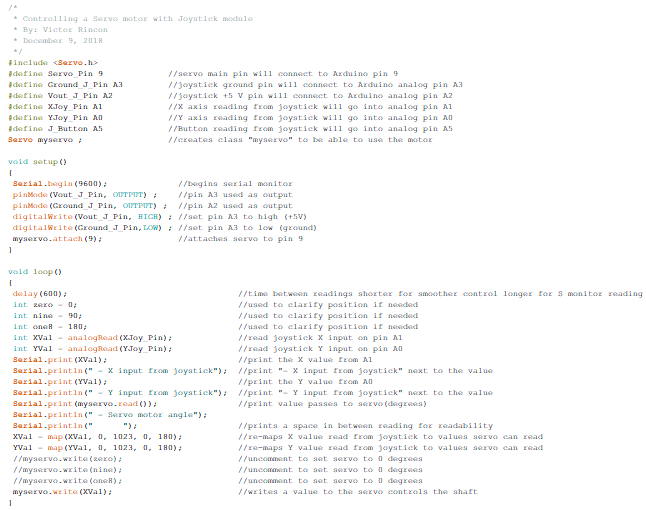 /*
 * Controlling a Servo motor with Joystick module
 * By: Victor Rincon
 * December 9, 2018
 */
#include <Servo.h>
#define Servo_Pin 9 //servo main pin will connect to Arduino pin 9
#define Ground_J_Pin A3 //joystick ground pin will connect to Arduino analog pin A3
#define Vout_J_Pin A2 //joystick +5 V pin will connect to Arduino analog pin A2
#define XJoy_Pin A1 //X axis reading from joystick will go into analog pin A1
#define YJoy_Pin A0 //Y axis reading from joystick will go into analog pin A0
#define J_Button A5 //Button reading from joystick will go into analog pin A5
Servo myservo ; //creates class "myservo" to be able to use the motor

void setup()
{
 Serial.begin(9600); //begins serial monitor
 pinMode(Vout_J_Pin, OUTPUT) ; //pin A3 used as output
 pinMode(Ground_J_Pin, OUTPUT) ; //pin A2 used as output
 digitalWrite(Vout_J_Pin, HIGH) ; //set pin A3 to high (+5V)
 digitalWrite(Ground_J_Pin,LOW) ; //set pin A3 to low (ground)
 myservo.attach(9); //attaches servo to pin 9
}

void loop()
{
 delay(600); //time between readings shorter for smoother control longer for S monitor reading
 int zero = 0; //used to clarify position if needed
 int nine = 90; //used to clarify position if needed
 int one8 = 180; //used to clarify position if needed
 int XVal = analogRead(XJoy_Pin); //read joystick X input on pin A1
 int YVal = analogRead(YJoy_Pin); //read joystick Y input on pin A0
 Serial.print(XVal); //print the X value from A1
 Serial.println(" = X input from joystick"); //print "= X input from joystick" next to the value
 Serial.print(YVal); //print the Y value from A0
 Serial.println(" = Y input from joystick"); //print "= Y input from joystick" next to the value
 Serial.print(myservo.read()); //print value passes to servo(degrees)
 Serial.println(" = Servo motor angle");
 Serial.println("      "); //prints a space in between reading for readability
 XVal = map(XVal, 0, 1023, 0, 180); //re-maps X value read from joystick to values servo can read
 YVal = map(YVal, 0, 1023, 0, 180); //re-maps Y value read from joystick to values servo can read
 //myservo.write(zero); //uncomment to set servo to 0 degrees
 //myservo.write(nine); //uncomment to set servo to 0 degrees
 //myservo.write(one8); //uncomment to set servo to 0 degrees
 myservo.write(XVal); //writes a value to the servo controls the shaft
}